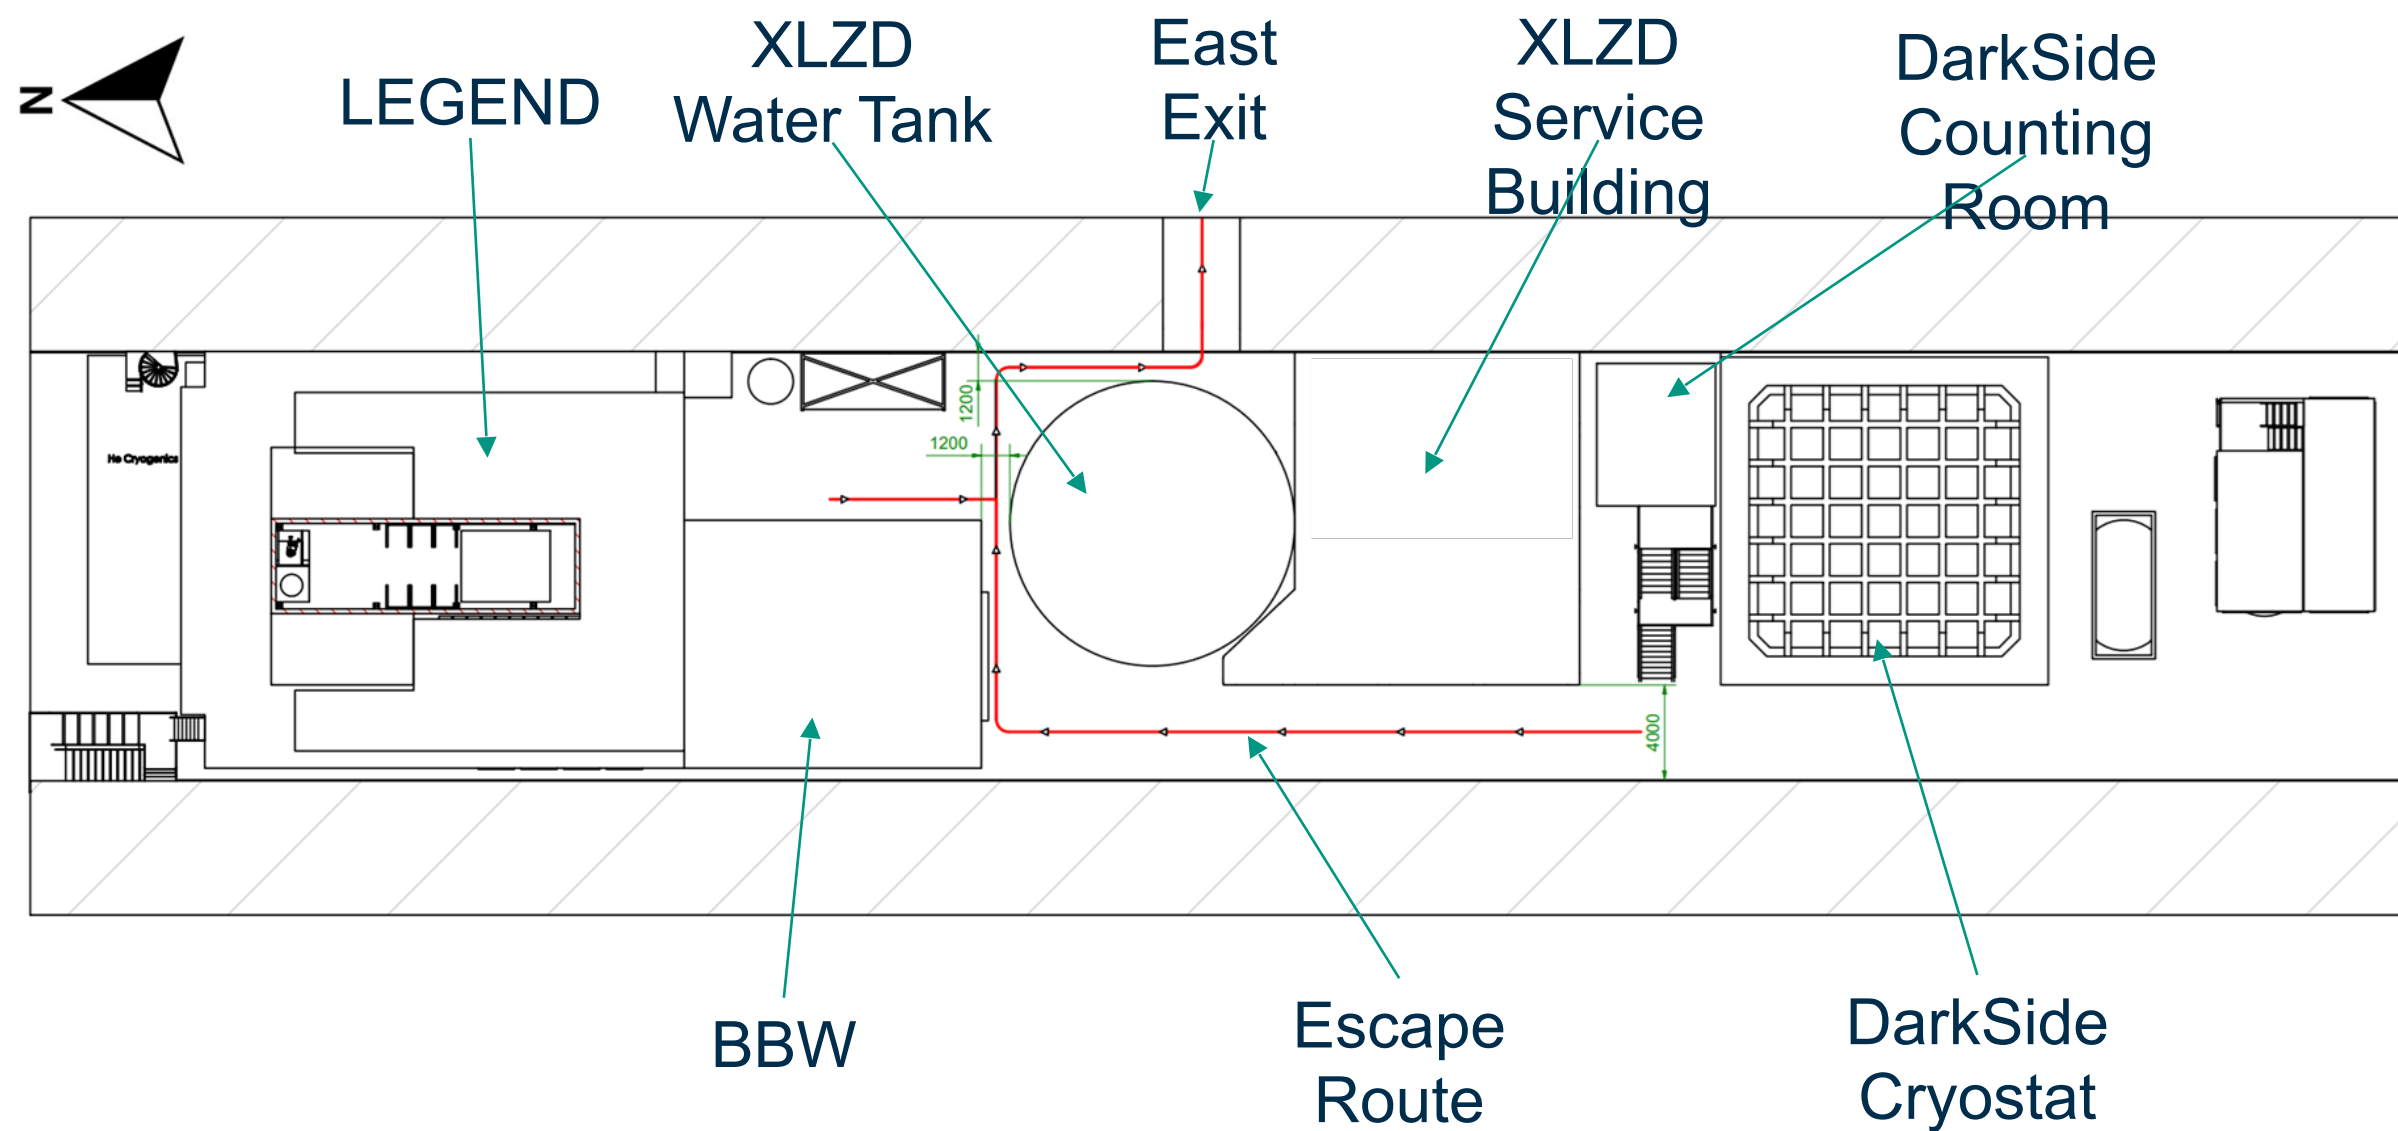 N
LEGEND
XLZD
Water Tank
East
Exit
XLZD
Service
Building
DarkSide
Counting
Room
He Cryogenics
1200
1200
4000
BBW
Escape
Route
DarkSide
Cryostat